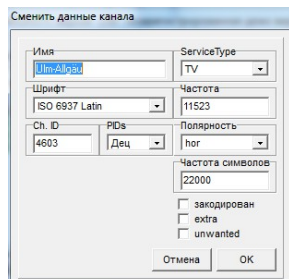 Сменить данные канала
Имя
ServiceType
Ulm-Allgäu
TV
Шрифт
Частота
ISO 6937 Latin
11523
Ch. ID
PIDs
Полярность
4603
Дец
hor
Частота символов
22000
закодирован
extra
unwanted
Отмена
OK